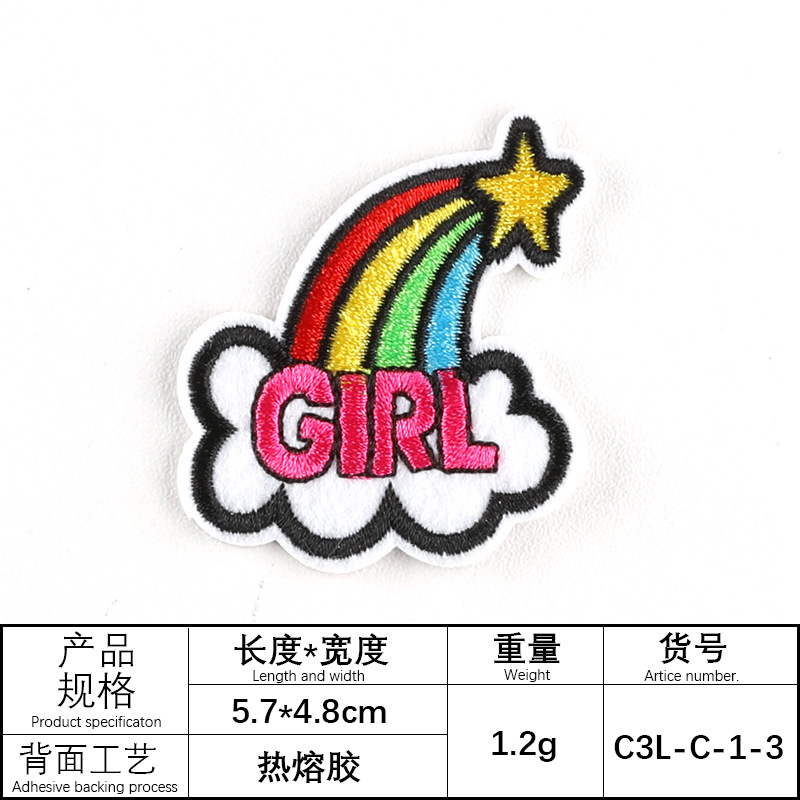 GIRL
产品
规格
Product specificaton
长度*宽度
Length and width
重量
Weight
货号
Artice number.
5.7*4.8cm
1.2g
C3L-C-1-3
背面工艺
Adhesive backing process
热熔胶